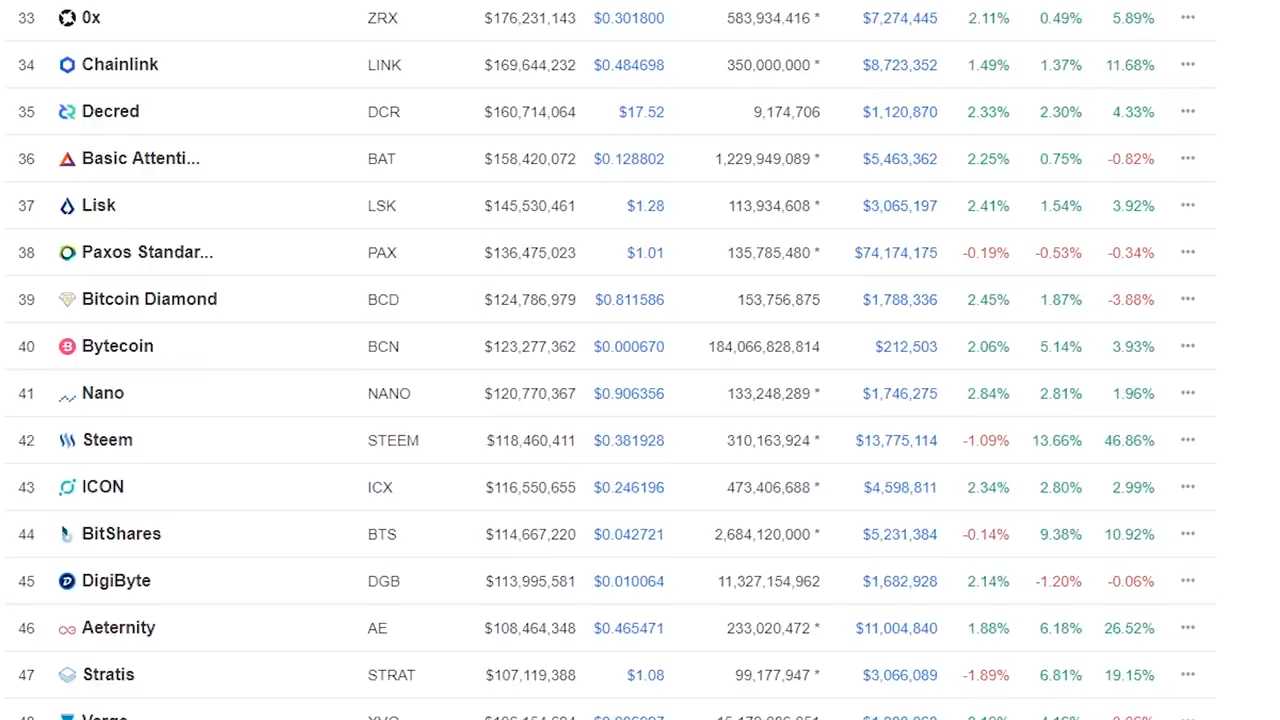 33 0x ZRX $176,231,143 $0.301800 583,934,416 * $7,274,445 2.11% 0.49% 5.89% •••
34 Chainlink LINK $169,644,232 $0.484698 350,000,000 * $8,723,352 1.49% 1.37% 11.68% •••
35 Decred DCR $160,714,064 $17.52 9,174,706 $1,120,870 2.33% 2.30% 4.33% •••
36 Basic Attenti... BAT $158,420,072 $0.128802 1,229,949,089 * $5,463,362 2.25% 0.75% -0.82% •••
37 Lisk LSK $145,530,461 $1.28 113,934,608 * $3,065,197 2.41% 1.54% 3.92% •••
38 Paxos Standar... PAX $136,475,023 $1.01 135,785,480 * $74,174,175 -0.19% -0.53% -0.34% •••
39 Bitcoin Diamond BCD $124,786,979 $0.811586 153,756,875 $1,788,336 2.45% 1.87% -3.88% •••
40 Bytecoin BCN $123,277,362 $0.000670 184,066,828,814 $212,503 2.06% 5.14% 3.93% •••
41 Nano NANO $120,770,367 $0.906356 133,248,289 * $1,746,275 2.84% 2.81% 1.96% •••
42 Steem STEEM $118,460,411 $0.381928 310,163,924 * $13,775,114 -1.09% 13.66% 46.86% •••
43 ICON ICX $116,550,655 $0.246196 473,406,688 * $4,598,811 2.34% 2.80% 2.99% •••
44 BitShares BTS $114,667,220 $0.042721 2,684,120,000 * $5,231,384 -0.14% 9.38% 10.92% •••
45 DigiByte DGB $113,995,581 $0.010064 11,327,154,962 $1,682,928 2.14% -1.20% -0.06% •••
46 Aeternity AE $108,464,348 $0.465471 233,020,472 * $11,004,840 1.88% 6.18% 26.52% •••
47 Stratis STRAT $107,119,388 $1.08 99,177,947 * $3,066,089 -1.89% 6.81% 19.15% •••
48 Verge XVG